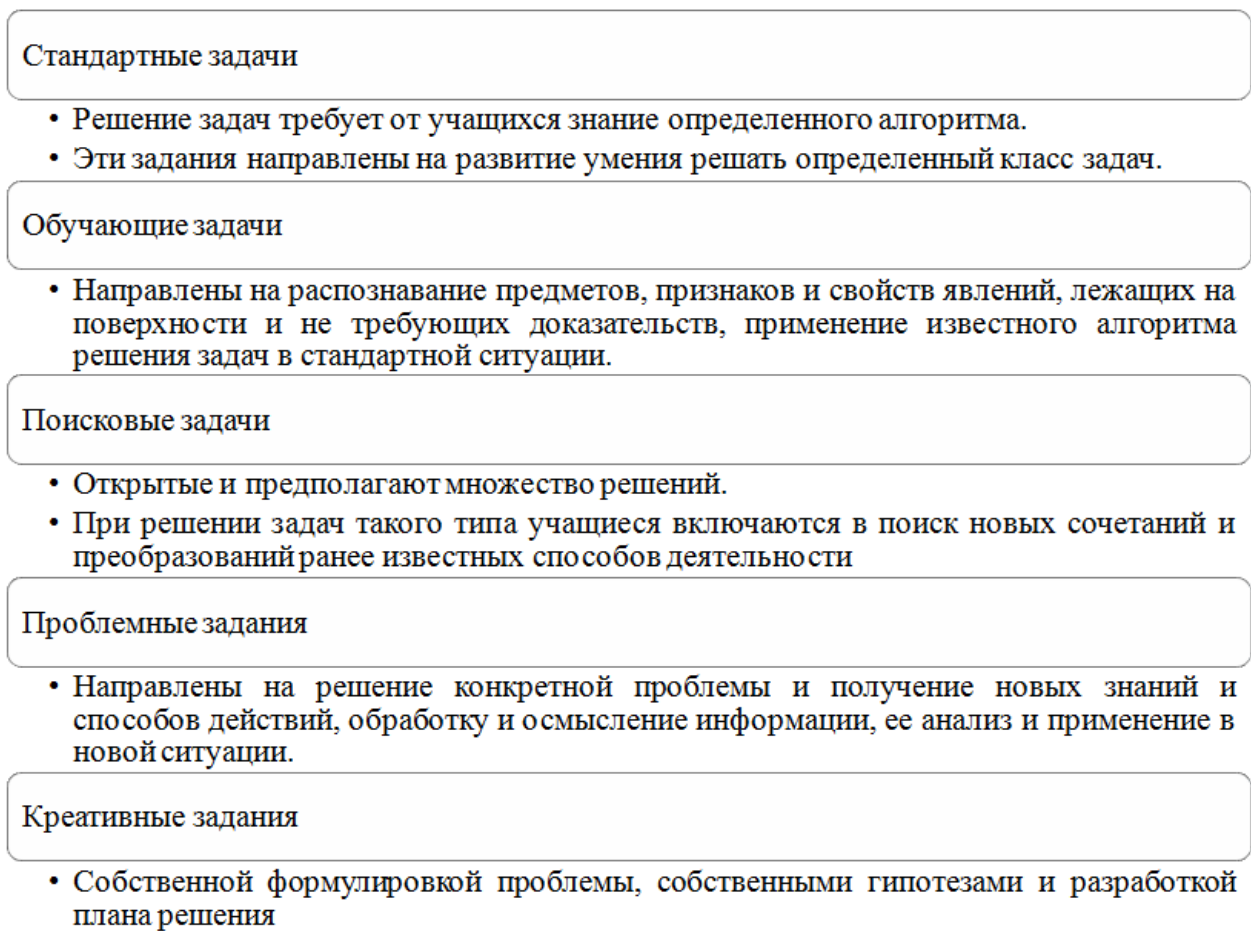 Стандартные задачи
• Решение задач требует от учащихся знание определенного алгоритма.
• Эти задания направлены на развитие умения решать определенный класс задач.
Обучающие задачи
• Направлены на распознавание предметов, признаков и свойств явлений, лежащих на
поверхности и не требующих доказательств, применение известного алгоритма
решения задач в стандартной ситуации.
Поисковые задачи
• Открытые и предполагают множество решений.
• При решении задач такого типа учащиеся включаются в поиск новых сочетаний и
преобразований ранее известных способов деятельности
Проблемные задания
• Направлены на решение конкретной проблемы и получение новых знаний и
способов действий, обработку и осмысление информации, ее анализ и применение в
новой ситуации.
Креативные задания
• Собственной формулировкой проблемы, собственными гипотезами и разработкой
плана решения